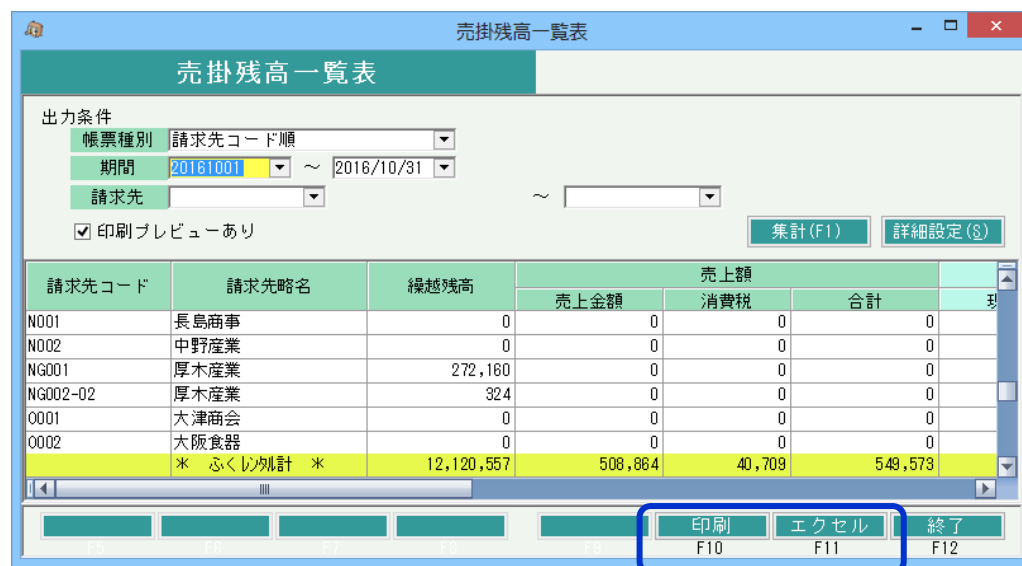 売掛残高一覧表
売掛残高一覧表
出力条件
帳票種別 請求先コード順
期間 20161001 ～ 2016/10/31
請求先 ～
印刷プレビューあり 集計(F1) 詳細設定(S)
請求先コード 請求先略名 繰越残高 売上額
売上金額 消費税 合計
N001 長島商事 0 0 0 0
N002 中野産業 0 0 0 0
NG001 厚木産業 272,160 0 0 0
NG002-02 厚木産業 324 0 0 0
O001 大津商会 0 0 0 0
O002 大阪食器 0 0 0 0
＊ ふくﾚﾝﾀﾙ計 ＊ 12,120,557 508,864 40,709 549,573
印刷 エクセル 終了
F5 F6 F7 F8 F9 F10 F11 F12